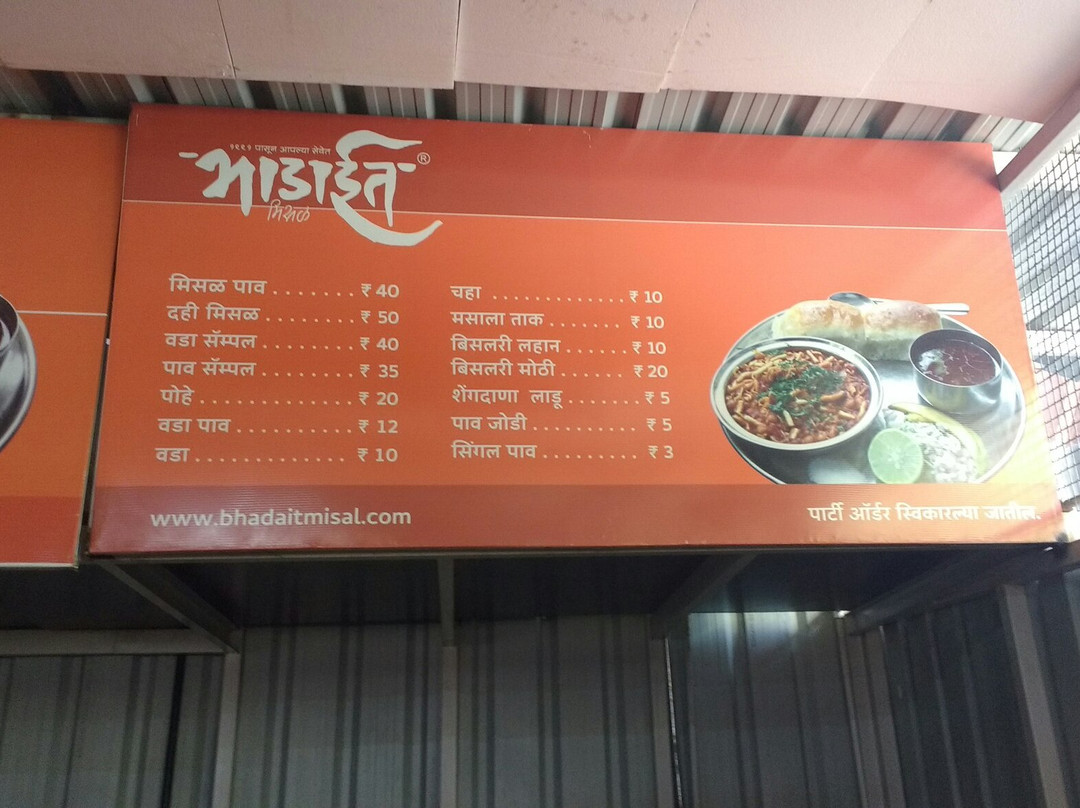 १९९१ पासून आपल्या सेवेत
भाडाईत®
मिसळ
मिसळ पाव ....... ₹ 40
दही मिसळ ........ ₹ 50
वडा सॅम्पल ........ ₹ 40
पाव सॅम्पल ........ ₹ 35
पोहे ............. ₹ 20
वडा पाव .......... ₹ 12
वडा ............. ₹ 10
चहा ............. ₹ 10
मसाला ताक ....... ₹ 10
बिसलरी लहान ...... ₹ 10
बिसलरी मोठी ...... ₹ 20
शेंगदाणा लाडू ....... ₹ 5
पाव जोडी .......... ₹ 5
सिंगल पाव ......... ₹ 3
www.bhadaitmisal.com
पार्टी ऑर्डर स्विकारल्या जातील.